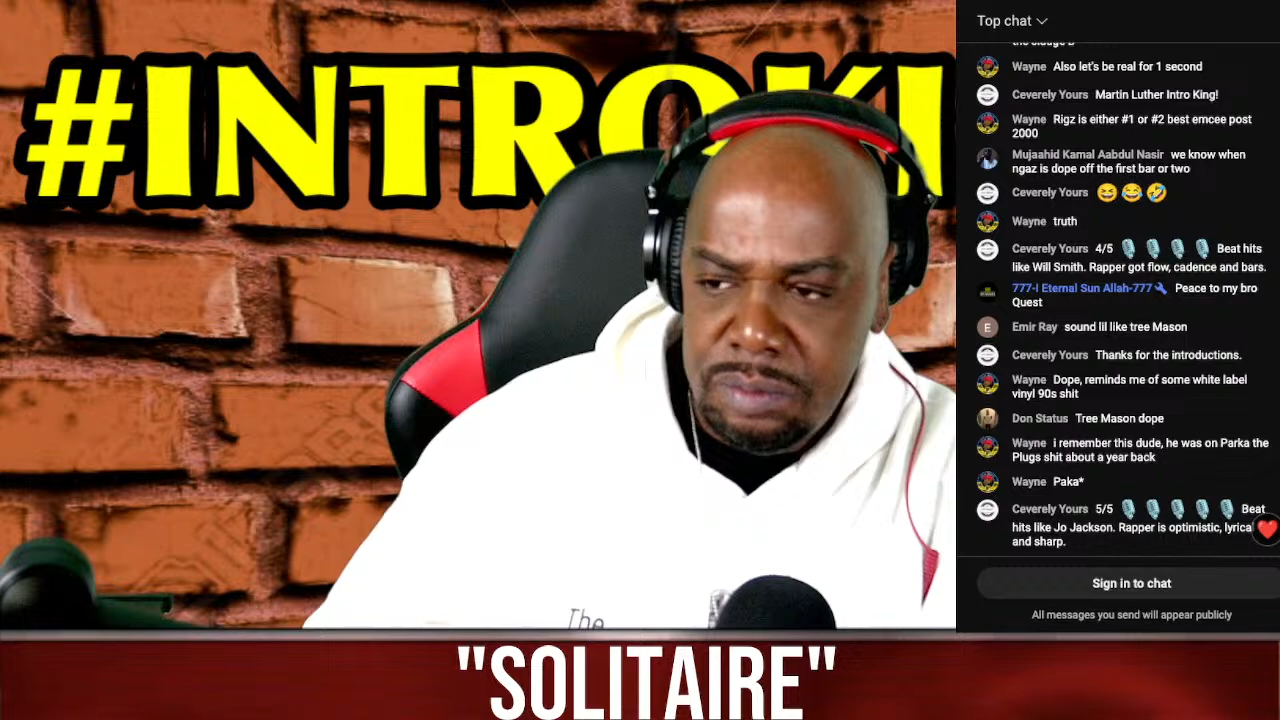 #INTROKI
The
"SOLITAIRE"
Top chat
Wayne Also let's be real for 1 second
Ceverely Yours Martin Luther Intro King!
Wayne Rigz is either #1 or #2 best emcee post
2000
Mujaahid Kamal Aabdul Nasir we know when
ngaz is dope off the first bar or two
Ceverely Yours 😆😂🤣
Wayne truth
Ceverely Yours 4/5 🎙️🎙️🎙️🎙️ Beat hits
like Will Smith. Rapper got flow, cadence and bars.
777-I Eternal Sun Allah-777 Peace to my bro
Quest
E
Emir Ray sound lil like tree Mason
Ceverely Yours Thanks for the introductions.
Wayne Dope, reminds me of some white label
vinyl 90s shit
Don Status Tree Mason dope
Wayne i remember this dude, he was on Parka the
Plugs shit about a year back
Wayne Paka*
Ceverely Yours 5/5 🎙️🎙️🎙️🎙️🎙️ Beat
hits like Jo Jackson. Rapper is optimistic, lyrica
and sharp.
Sign in to chat
All messages you send will appear publicly